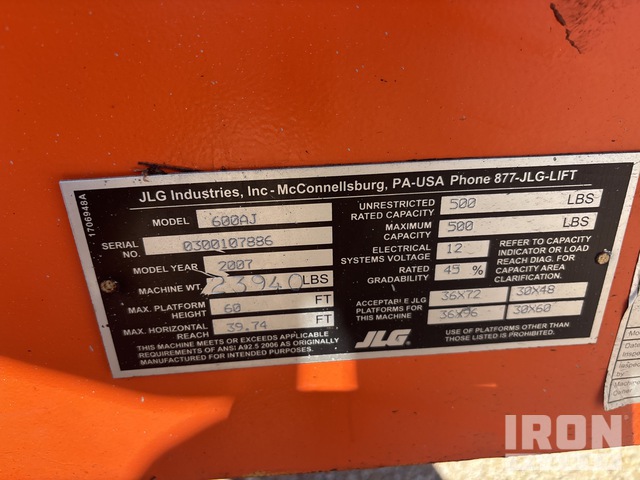 1706948A
JLG Industries, Inc - McConnellsburg, PA-USA Phone 877-JLG-LIFT
MODEL 600AJ
SERIAL NO. 0300107886
MODEL YEAR 2007
MACHINE WT. 23940 LBS
MAX. PLATFORM HEIGHT 60 FT
MAX. HORIZONTAL REACH 39.74 FT
THIS MACHINE MEETS OR EXCEEDS APPLICABLE
REQUIREMENTS OF ANSI A92.5 2006 AS ORIGINALLY
MANUFACTURED FOR INTENDED PURPOSES.
UNRESTRICTED RATED CAPACITY 500 LBS
MAXIMUM CAPACITY 500 LBS
ELECTRICAL SYSTEMS VOLTAGE 12
RATED GRADABILITY 45 %
REFER TO CAPACITY
INDICATOR OR LOAD
REACH DIAG. FOR
CAPACITY AREA
CLARIFICATION.
ACCEPTABLE JLG
PLATFORMS FOR
THIS MACHINE
36X72 30X48
36X96 30X60
JLG
USE OF PLATFORMS OTHER THAN
THOSE LISTED IS PROHIBITED.
IRON